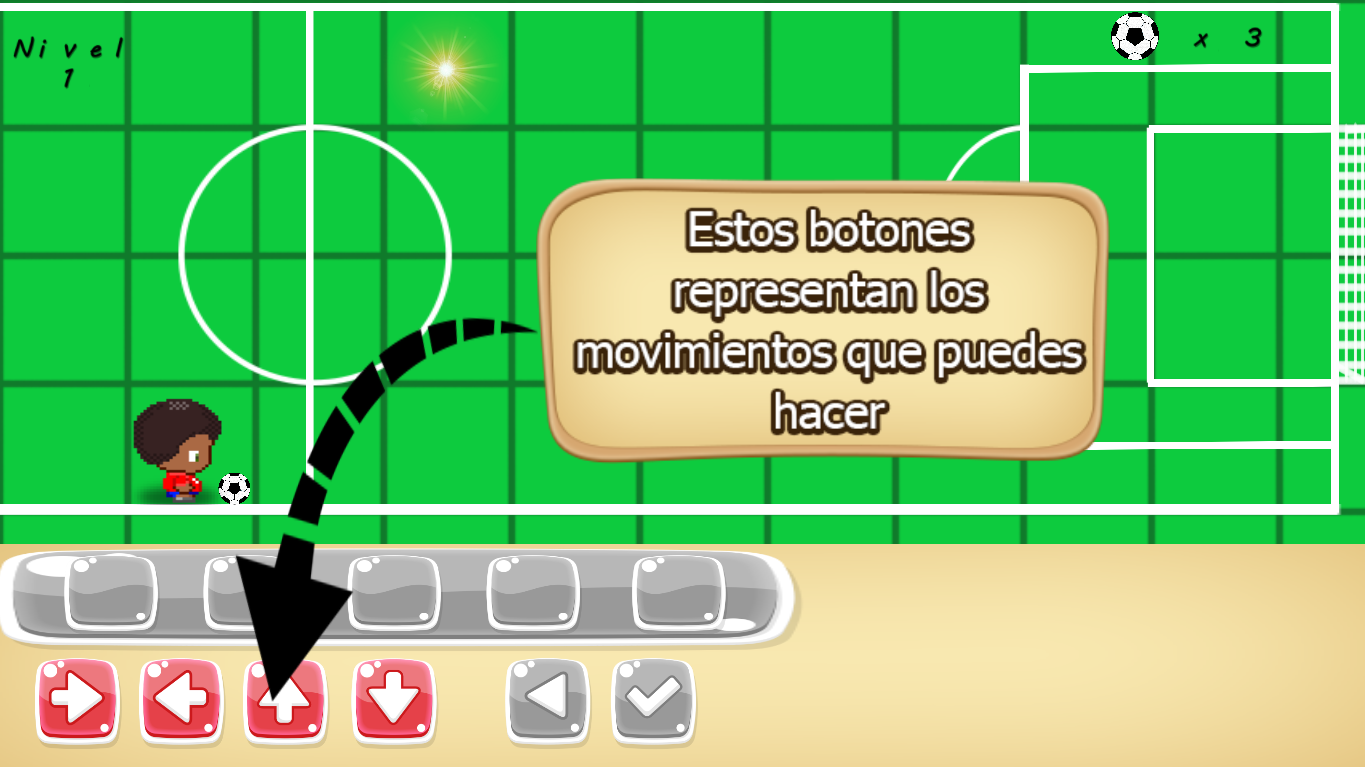 Nivel
1
x 3
Estos botones
representan los
movimientos que puedes
hacer